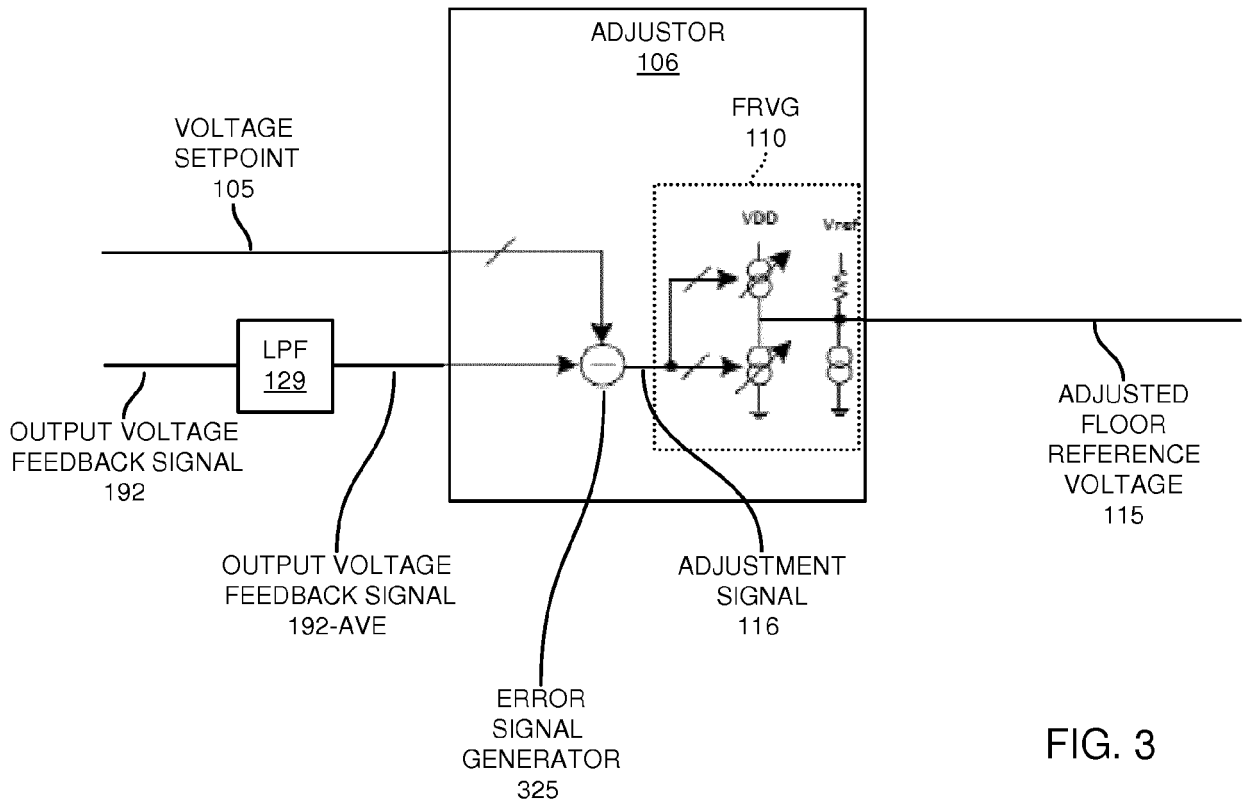 ADJUSTOR
106
FRVG
110
VOLTAGE
SETPOINT
105
VDD
Vref
LPF
129
OUTPUT VOLTAGE
FEEDBACK SIGNAL
192
ADJUSTED
FLOOR
REFERENCE
VOLTAGE
115
OUTPUT VOLTAGE
FEEDBACK SIGNAL
192-AVE
ADJUSTMENT
SIGNAL
116
ERROR
SIGNAL
GENERATOR
325
FIG. 3